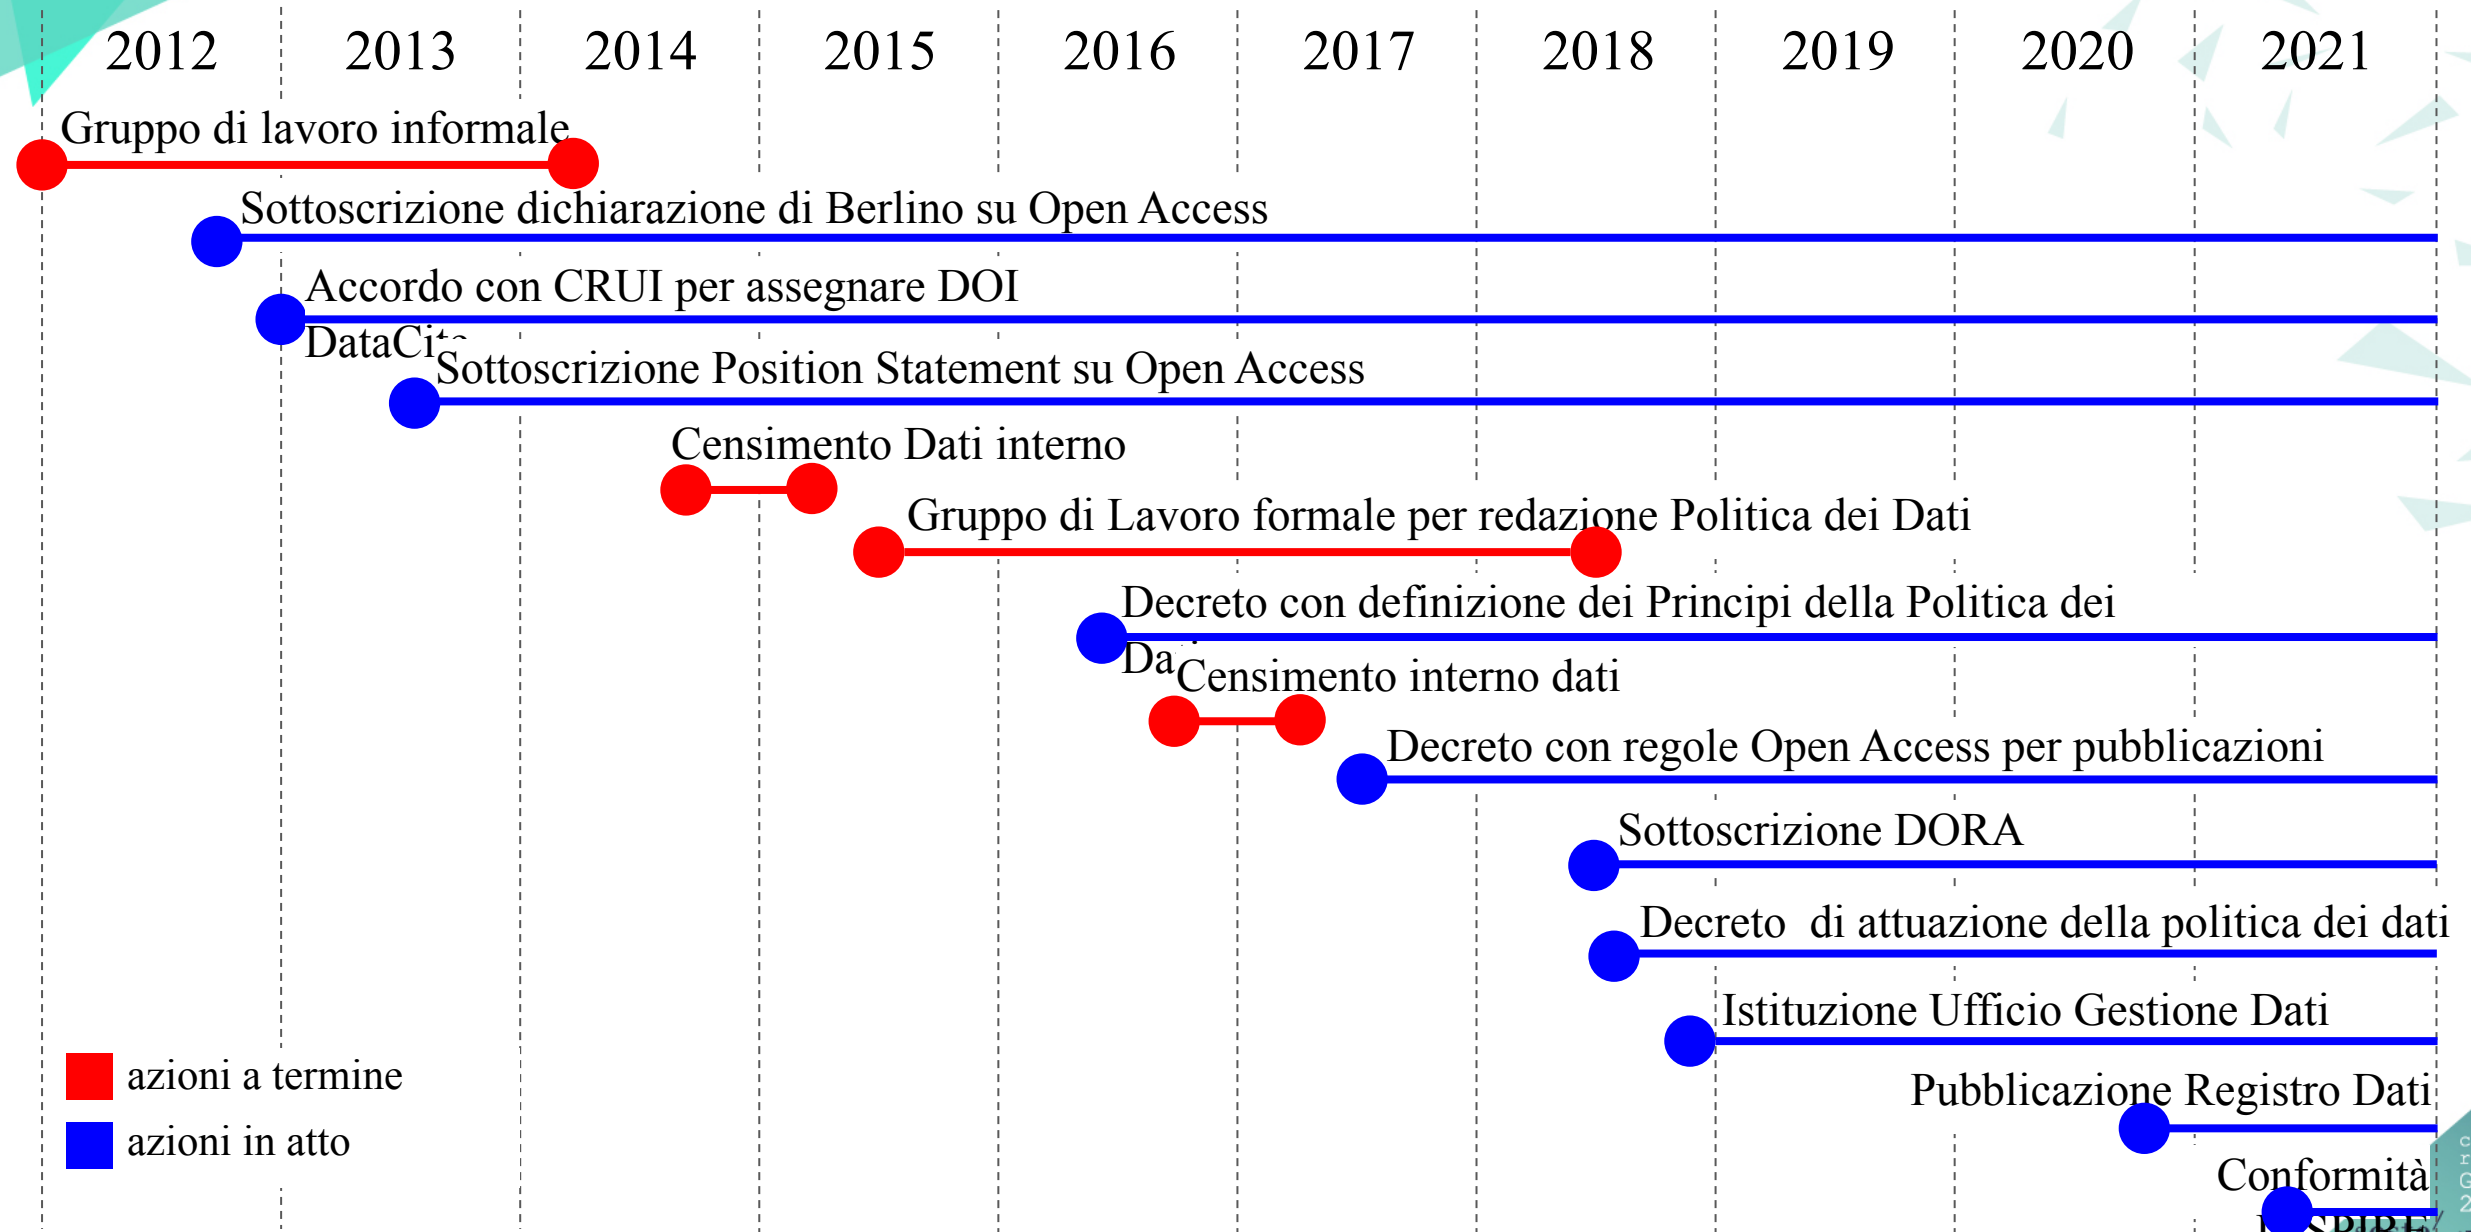 2012 2013 2014 2015 2016 2017 2018 2019 2020 2021
Gruppo di lavoro informale
Sottoscrizione dichiarazione di Berlino su Open Access
Accordo con CRUI per assegnare DOI
DataCite
Sottoscrizione Position Statement su Open Access
Censimento Dati interno
Gruppo di Lavoro formale per redazione Politica dei Dati
Decreto con definizione dei Principi della Politica dei
Dati
Censimento interno dati
Decreto con regole Open Access per pubblicazioni
Sottoscrizione DORA
Decreto di attuazione della politica dei dati
Istituzione Ufficio Gestione Dati
Pubblicazione Registro Dati
Conformità
azioni a termine
azioni in atto